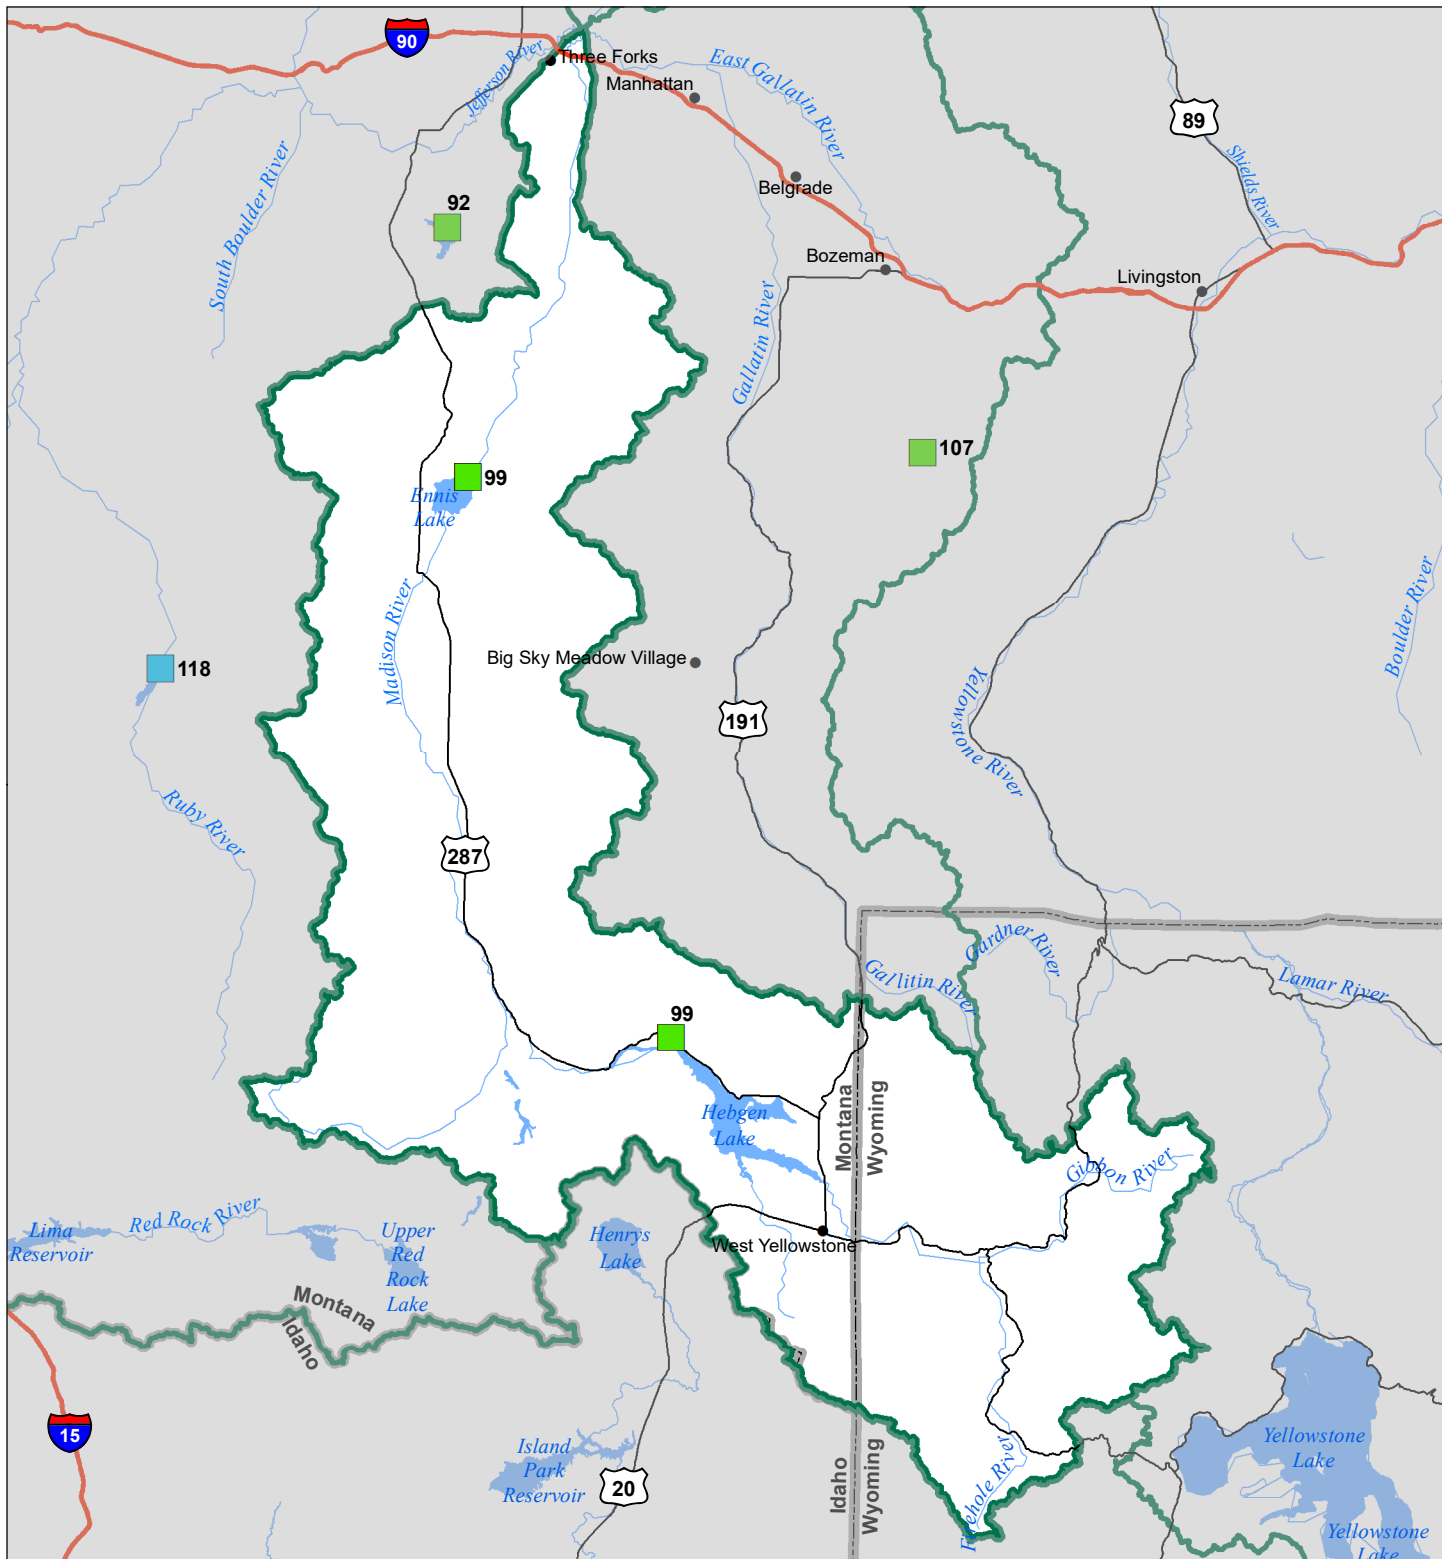 90
Three Forks
Jefferson River
Manhattan
East Gallatin River
89
Shields River
Belgrade
South Boulder River
92
Bozeman
Livingston
Gallatin River
107
99
Ennis
Lake
Boulder River
Madison River
Big Sky Meadow Village
118
191
Yellowstone River
Ruby River
287
Gardner River
Gallitin River
Lamar River
99
Hebgen
Lake
Montana
Wyoming
Gibbon River
Red Rock River
Lima
Reservoir
Upper
Red
Rock
Lake
Henrys
Lake
West Yellowstone
Montana
Idaho
15
Island
Park
Reservoir
20
Idaho
Wyoming
Firehole River
Yellowstone
Lake
Yellowstone
Lake